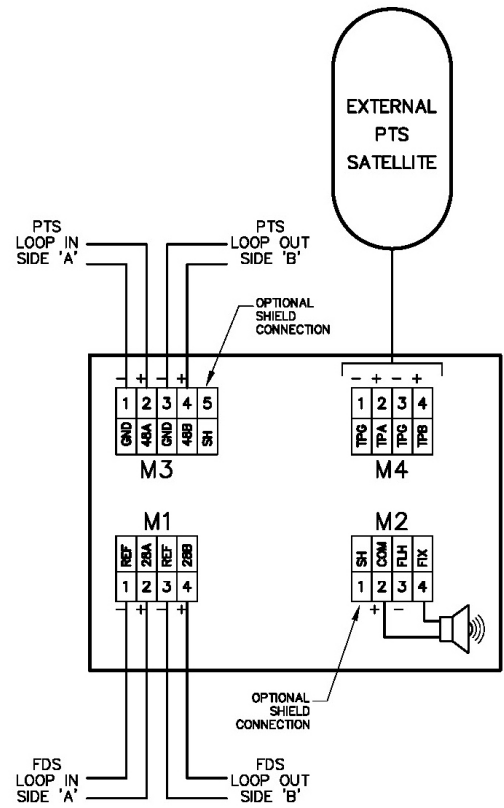 EXTERNAL
PTS
SATELLITE
PTS
LOOP IN
SIDE 'A'
PTS
LOOP OUT
SIDE 'B'
OPTIONAL
SHIELD
CONNECTION
− + − +
1 2 3 4 5
GND 48A GND 48B SH
M3
− + − +
1 2 3 4
TPG TPA TPG TPB
M4
M1
REF 28A REF 28B
1 2 3 4
− + − +
M2
SH COM FLH FIX
1 2 3 4
+ −
OPTIONAL
SHIELD
CONNECTION
FDS
LOOP IN
SIDE 'A'
FDS
LOOP OUT
SIDE 'B'